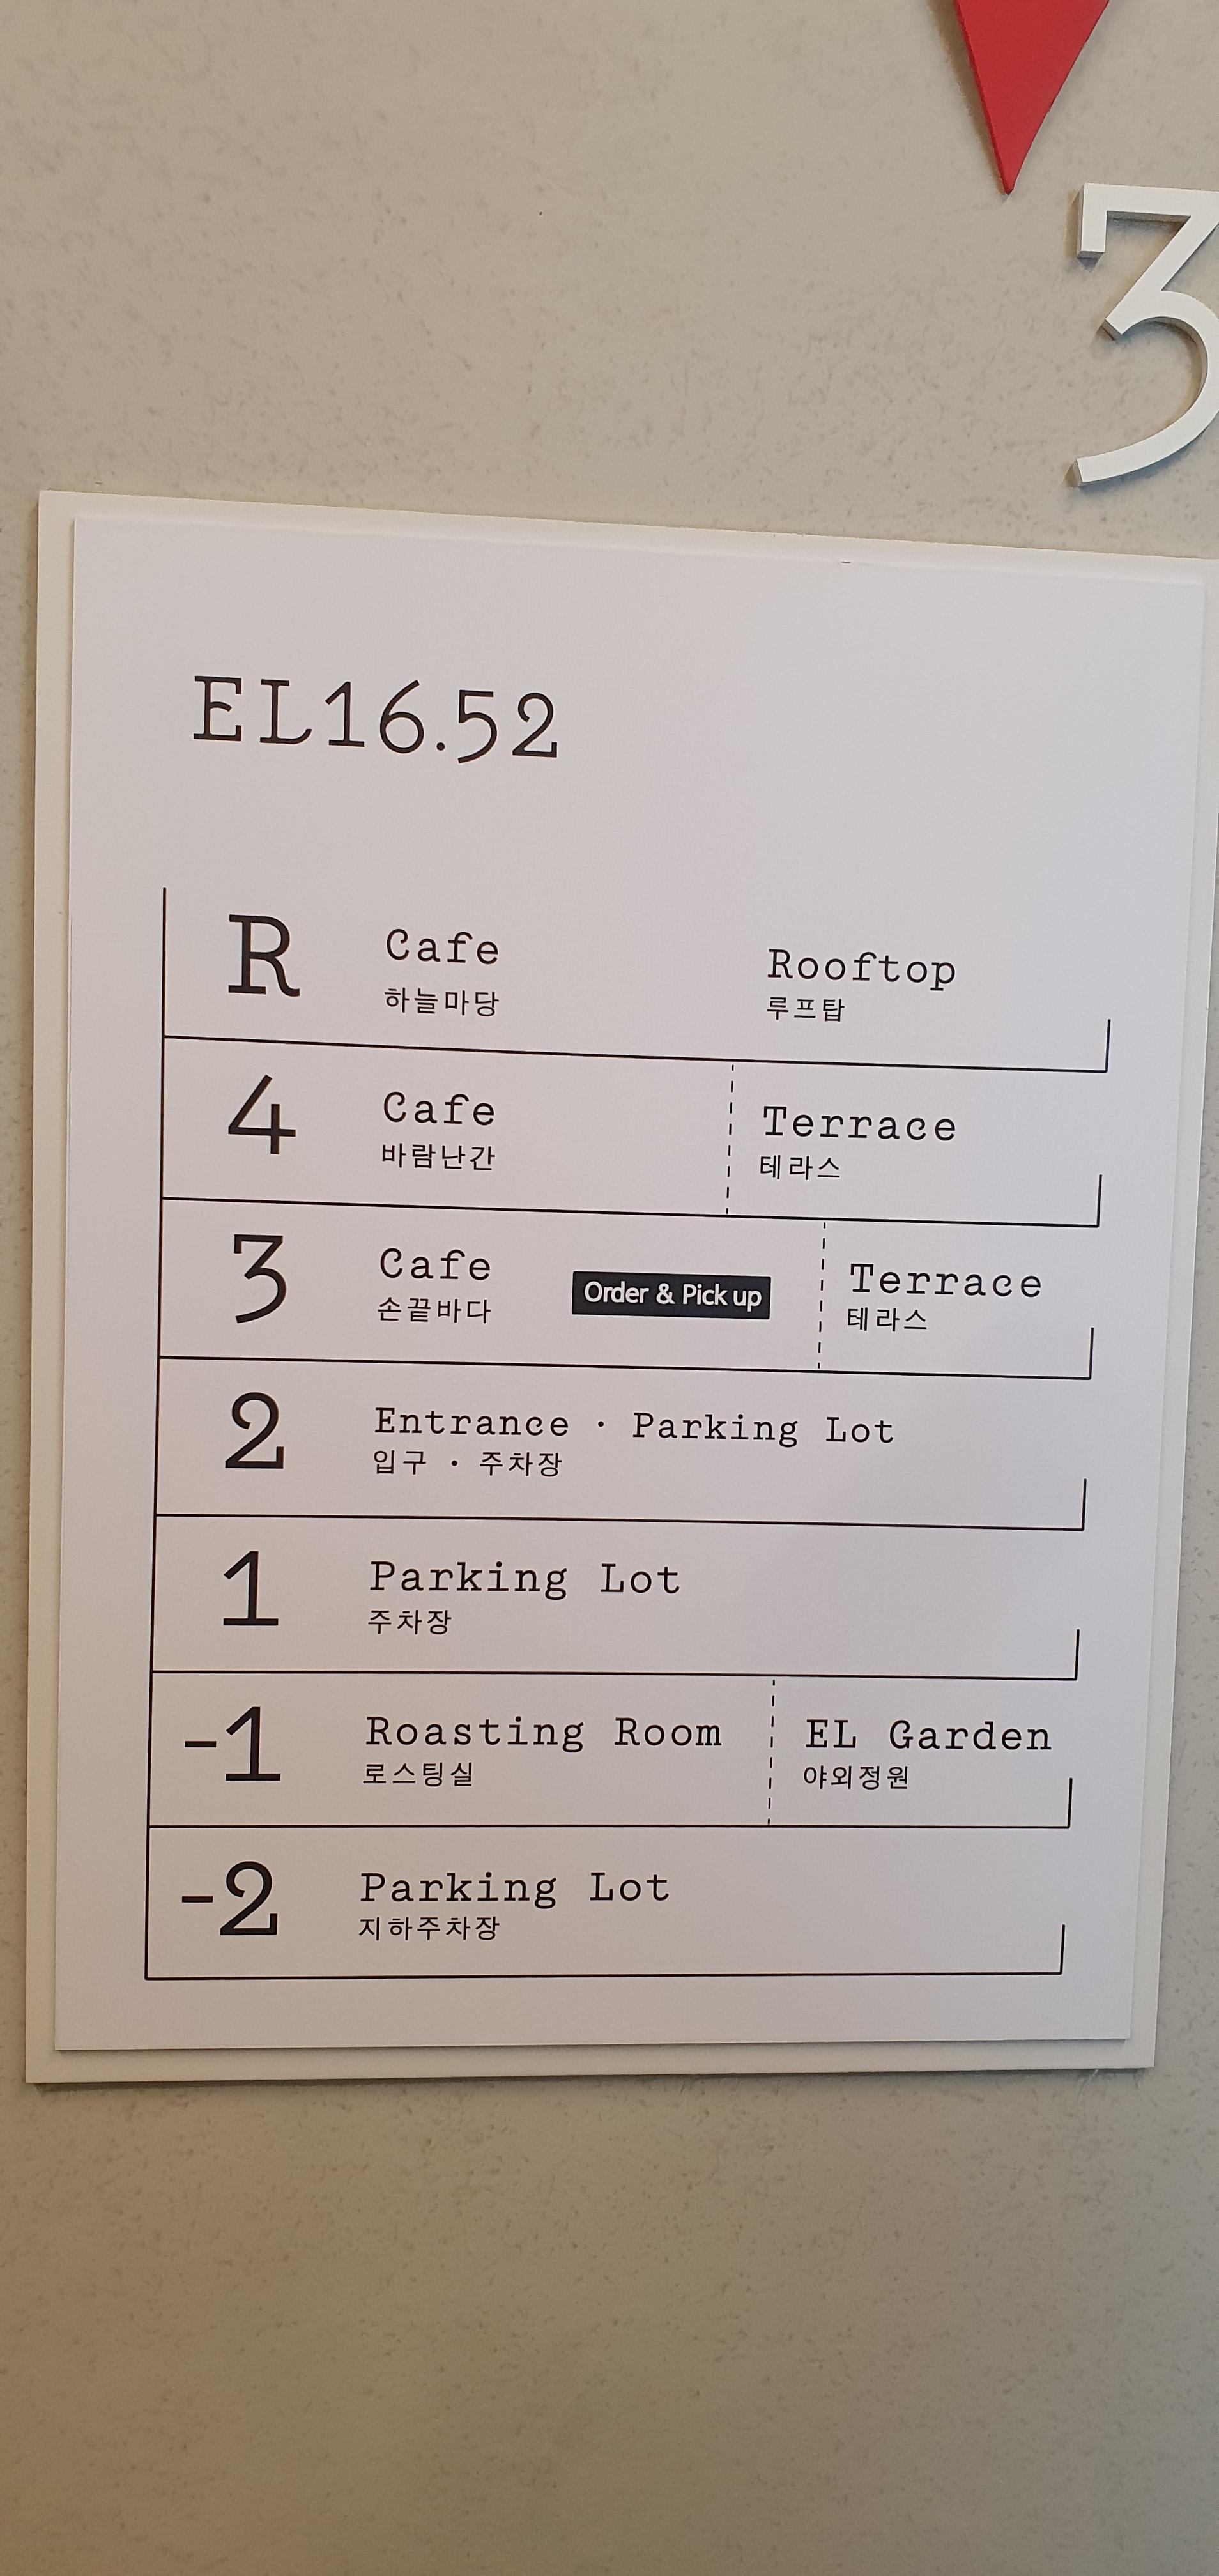 3
EL16.52
R Cafe Rooftop
하늘마당 루프탑
4 Cafe Terrace
바람난간 테라스
3 Cafe Order & Pick up Terrace
손끝바다 테라스
2 Entrance · Parking Lot
입구 · 주차장
1 Parking Lot
주차장
-1 Roasting Room EL Garden
로스팅실 야외정원
-2 Parking Lot
지하주차장